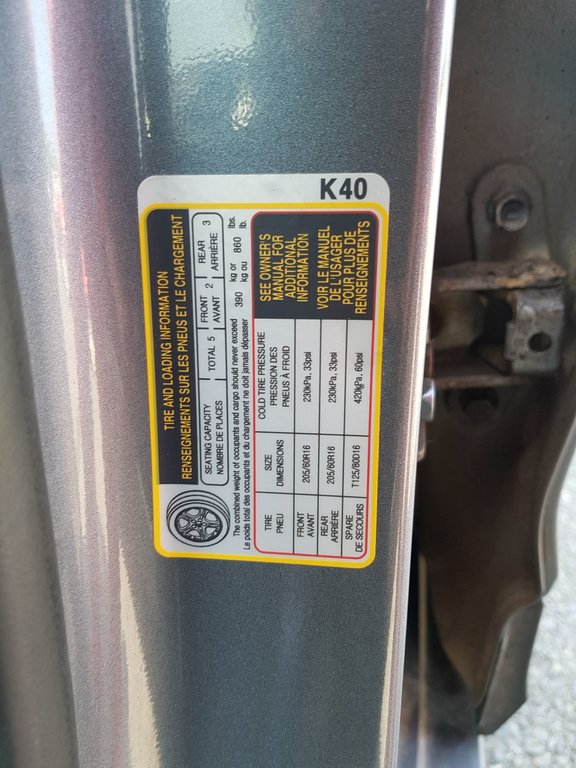 K40
TIRE AND LOADING INFORMATION
RENSEIGNEMENTS SUR LES PNEUS ET LE CHARGEMENT
SEATING CAPACITY TOTAL 5 FRONT 2 REAR 3
NOMBRE DE PLACES AVANT ARRIÈRE
The combined weight of occupants and cargo should never exceed 390 kg or 860 lbs.
Le poids total des occupants et du chargement ne doit jamais dépasser kg ou lb.
TIRE SIZE COLD TIRE PRESSURE SEE OWNER'S
PNEU DIMENSIONS PRESSION DES MANUAL FOR
PNEUS À FROID ADDITIONAL
FRONT 205/60R16 230kPa, 33psi INFORMATION
AVANT
REAR 205/60R16 230kPa, 33psi VOIR LE MANUEL
ARRIÈRE DE L'USAGER
SPARE T125/80D16 420kPa, 60psi POUR PLUS DE
DE SECOURS RENSEIGNEMENTS